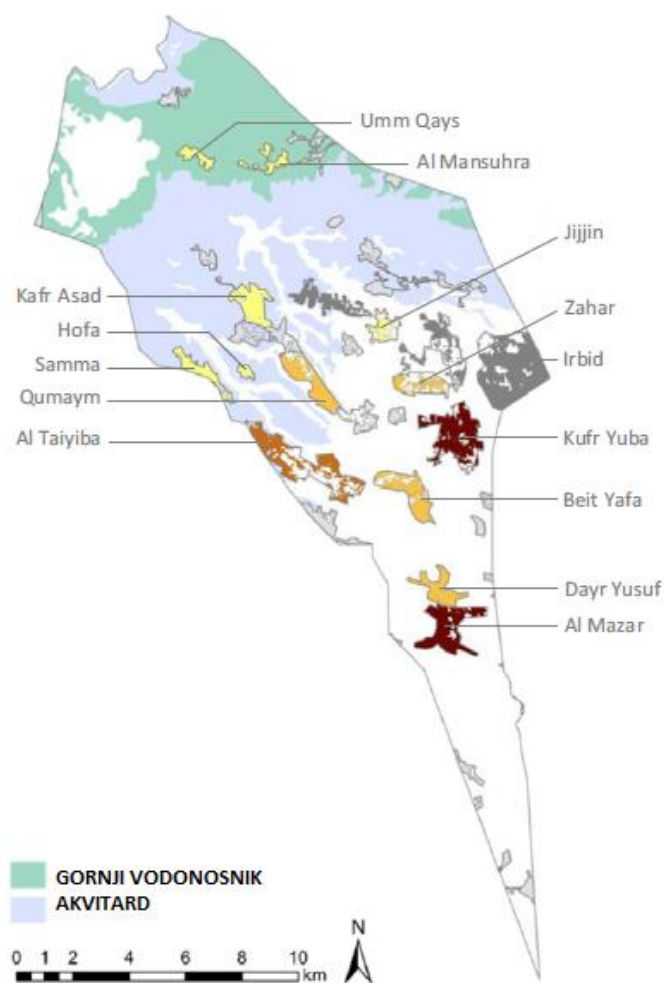 Umm Qays
Al Mansuhra
Jijjin
Kafr Asad
Zahar
Hofa
Irbid
Samma
Qumaym
Al Taiyiba
Kufr Yuba
Beit Yafa
Dayr Yusuf
Al Mazar
GORNJI VODONOSNIK
AKVITARD
N
0 1 2 4 6 8 10
km